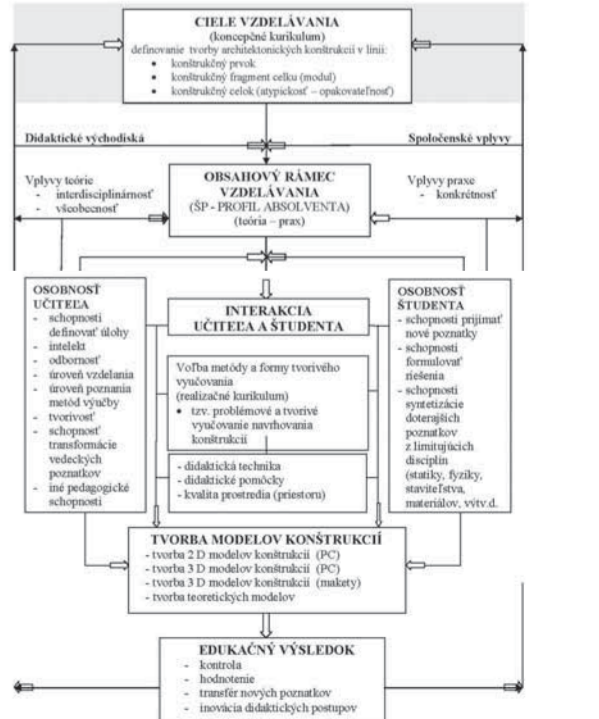 CIELE VZDELÁVANIA
(koncepčné kurikulum)
definovanie tvorby architektonických konštrukcií v línii:
• konštrukčný prvok
• konštrukčný fragment celku (modul)
• konštrukčný celok (atypickosť – opakovateľnosť)
Didaktické východiská
Spoločenské vplyvy
Vplyvy teórie
- interdisciplinárnosť
- všeobecnosť
OBSAHOVÝ RÁMEC
VZDELÁVANIA
(ŠP - PROFIL ABSOLVENTA)
(teória – prax)
Vplyvy praxe
- konkrétnosť
OSOBNOSŤ
UČITEĽA
- schopnosti
definovať úlohy
- intelekt
- odbornosť
- úroveň vzdelania
- úroveň poznania
metód výučby
- tvorivosť
- schopnosť
transformácie
vedeckých
poznatkov
- iné pedagogické
schopnosti
INTERAKCIA
UČITEĽA A ŠTUDENTA
Voľba metódy a formy tvorivého
vyučovania
(realizačné kurikulum)
• tzv. problémové a tvorivé
vyučovanie navrhovania
konštrukcií
- didaktická technika
- didaktické pomôcky
- kvalita prostredia (priestoru)
OSOBNOSŤ
ŠTUDENTA
- schopnosti prijímať
nové poznatky
- schopnosti
formulovať
riešenia
- schopnosti
syntetizácie
doterajších
poznatkov
z limitujúcich
disciplín
(statiky, fyziky,
staviteľstva,
materiálov, výtv.d.
TVORBA MODELOV KONŠTRUKCIÍ
- tvorba 2 D modelov konštrukcií (PC)
- tvorba 3 D modelov konštrukcií (PC)
- tvorba 3 D modelov konštrukcií (makety)
- tvorba teoretických modelov
EDUKAČNÝ VÝSLEDOK
- kontrola
- hodnotenie
- transfér nových poznatkov
- inovácia didaktických postupov